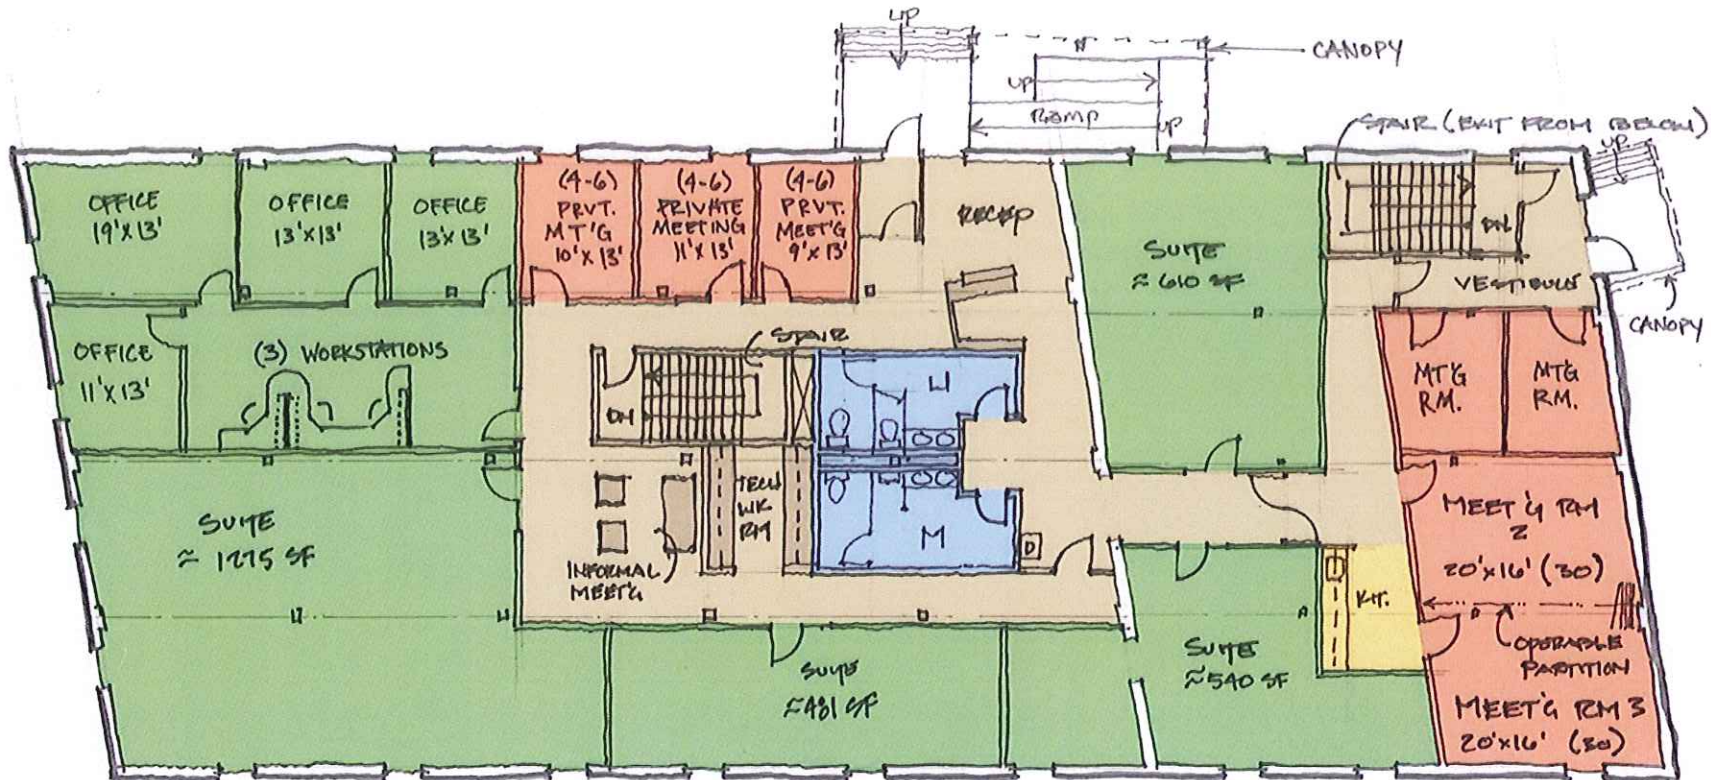 UP
CANOPY
UP
RAMP
UP
STAIR (EXIT FROM BELOW)
UP
OFFICE
19'X13'
OFFICE
13'X13'
OFFICE
13'X13'
(4-6)
PRVT.
MT'G
10'X13'
(4-6)
PRIVATE
MEETING
11'X13'
(4-6)
PRVT.
MEET'G
9'X13'
RECEP
SUITE
≈ 610 SF
DN
VESTIBULE
CANOPY
OFFICE
11'X13'
(3) WORKSTATIONS
STAIR
DN
W
MT'G
RM.
MTG
RM.
SUITE
≈ 1275 SF
TECH
WK
RM
M
D
INFORMAL
MEET'G
MEET'G RM
2
20'X16' (30)
KIT.
OPERABLE
PARTITION
SUITE
≈481 SF
SUITE
≈540 SF
MEET'G RM 3
20'X16' (30)